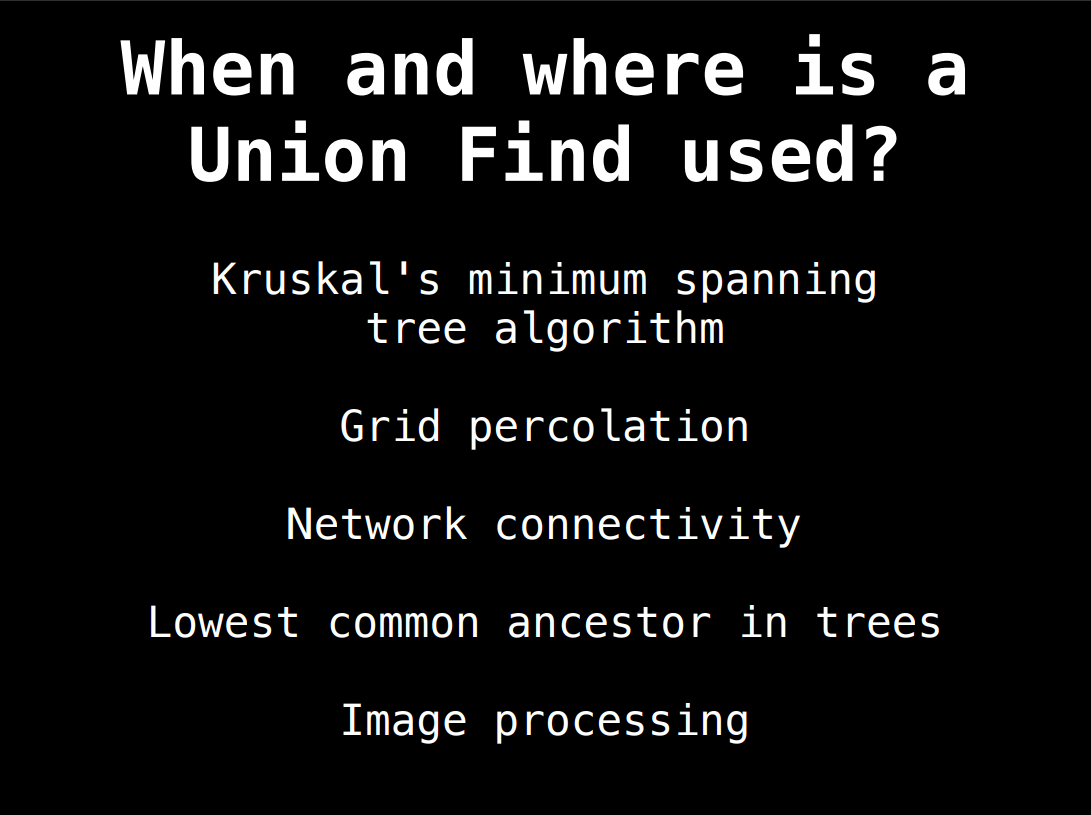 When and where is a
Union Find used?
Kruskal's minimum spanning
tree algorithm
Grid percolation
Network connectivity
Lowest common ancestor in trees
Image processing